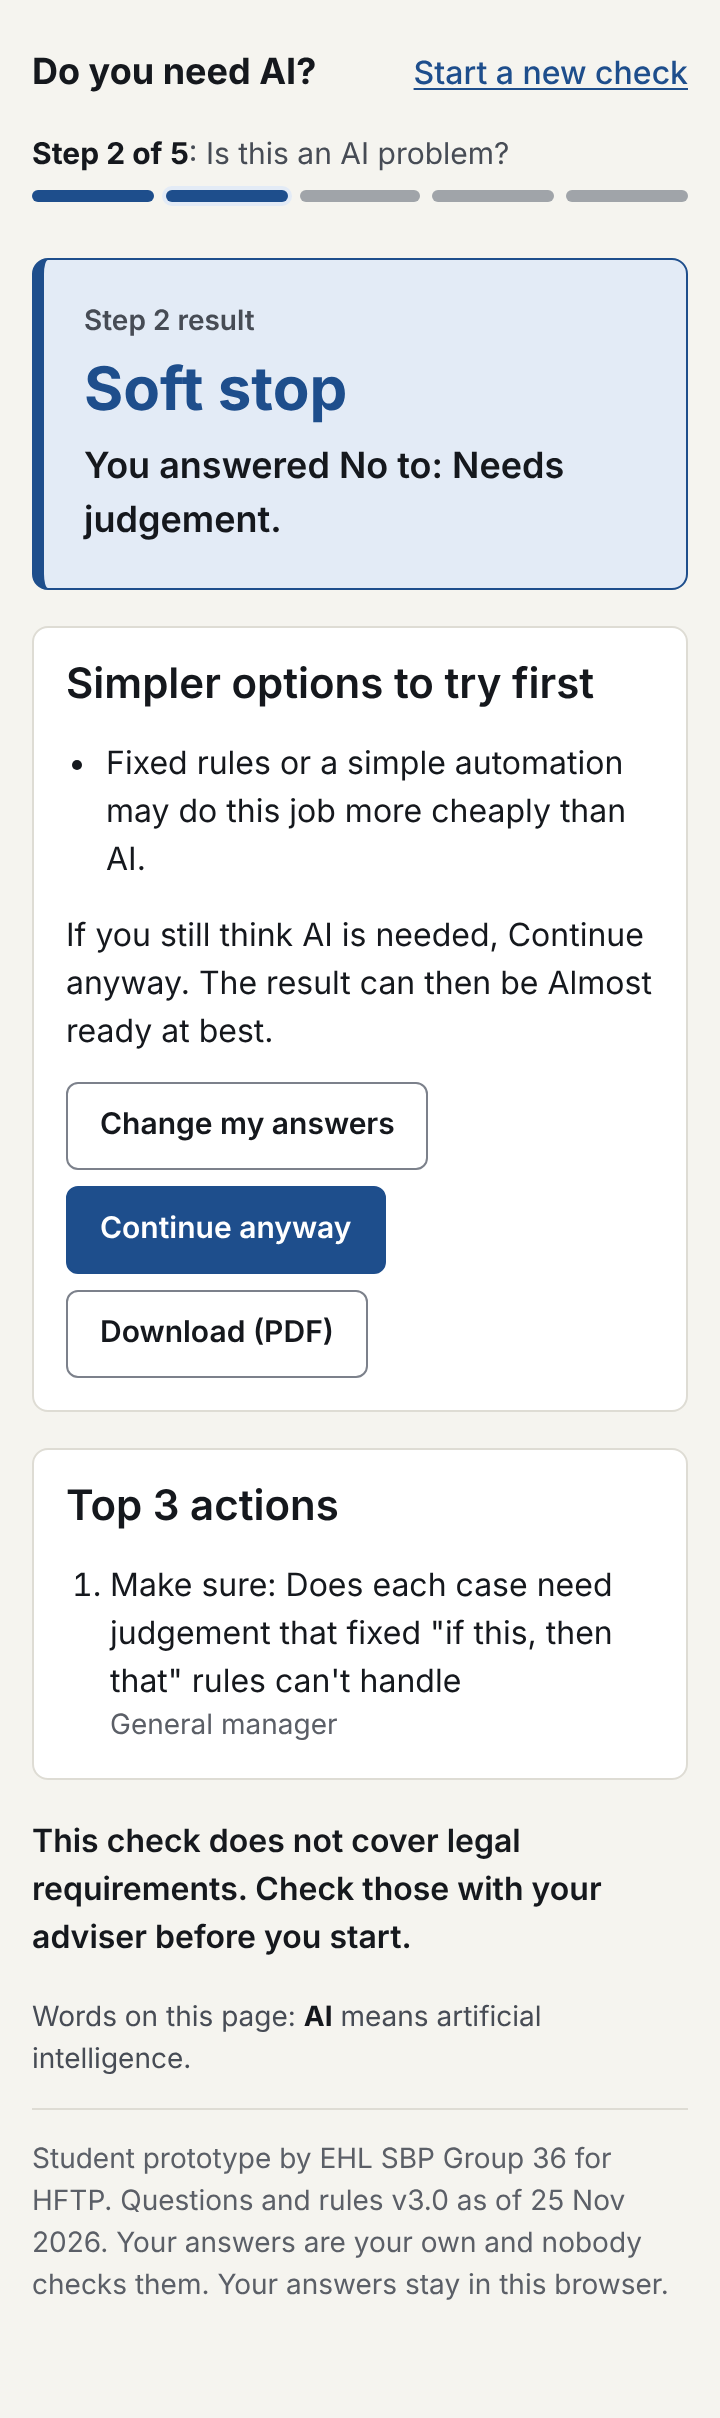 Do you need AI?
Start a new check
Step 2 of 5: Is this an AI problem?
Step 2 result
Soft stop
You answered No to: Needs
judgement.
Simpler options to try first
• Fixed rules or a simple automation
may do this job more cheaply than
AI.
If you still think AI is needed, Continue
anyway. The result can then be Almost
ready at best.
Change my answers
Continue anyway
Download (PDF)
Top 3 actions
1. Make sure: Does each case need
judgement that fixed "if this, then
that" rules can't handle
General manager
This check does not cover legal
requirements. Check those with your
adviser before you start.
Words on this page: AI means artificial
intelligence.
Student prototype by EHL SBP Group 36 for
HFTP. Questions and rules v3.0 as of 25 Nov
2026. Your answers are your own and nobody
checks them. Your answers stay in this browser.